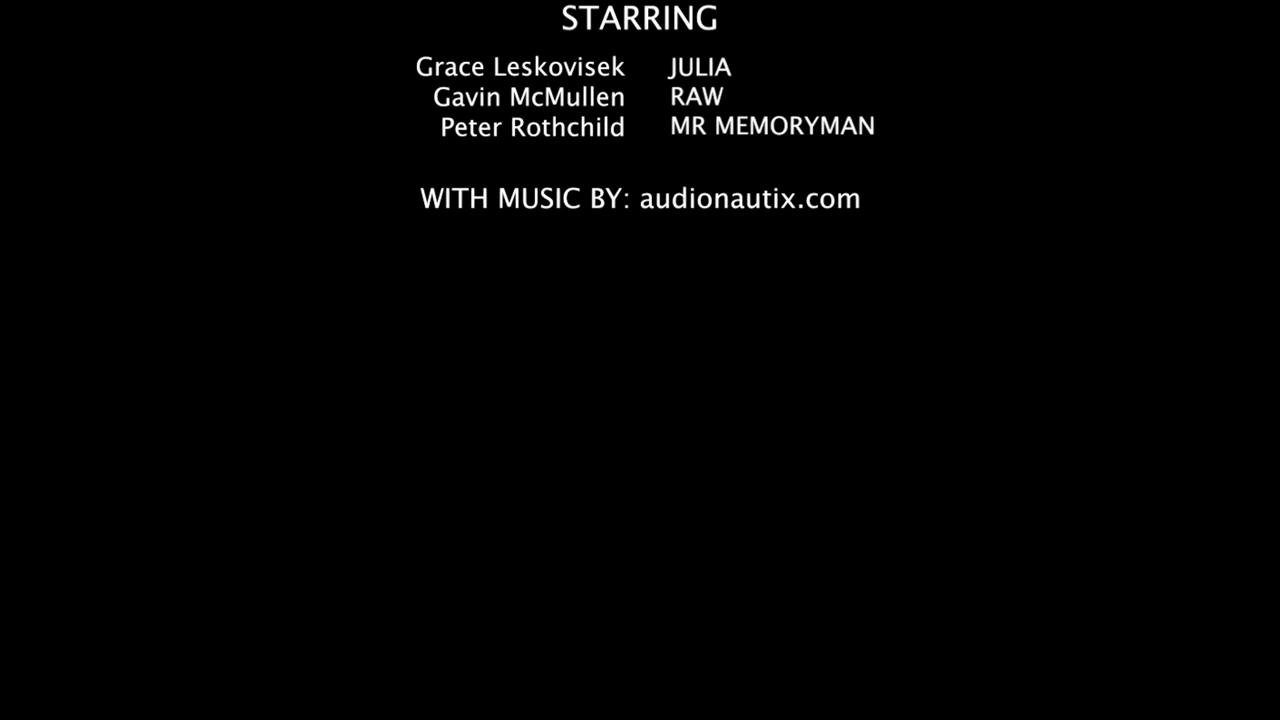 STARRING
Grace Leskovisek JULIA
Gavin McMullen RAW
Peter Rothchild MR MEMORYMAN
WITH MUSIC BY: audionautix.com